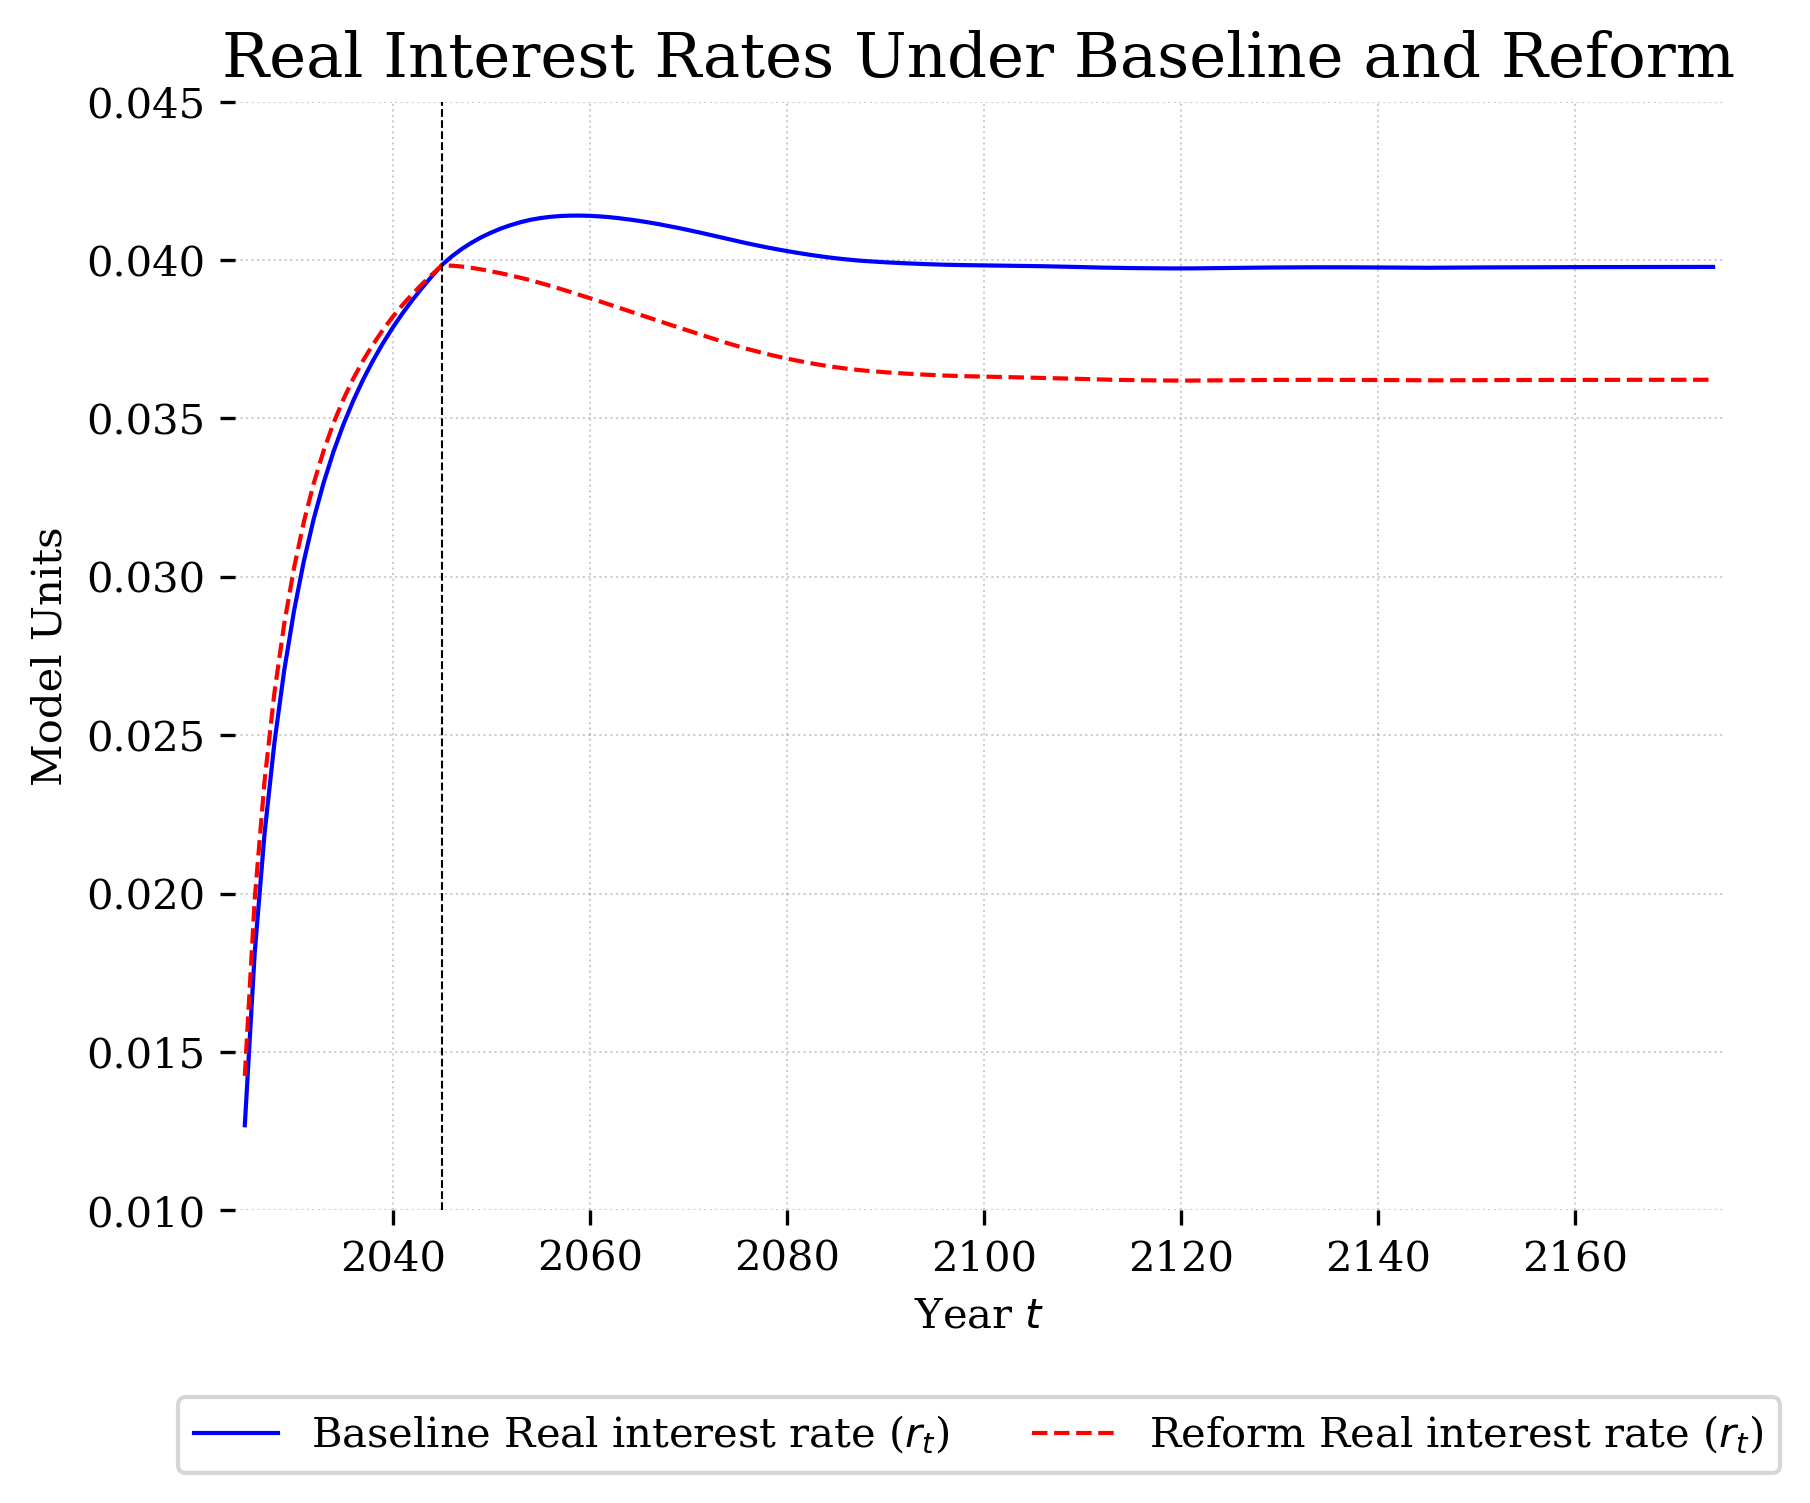 Real Interest Rates Under Baseline and Reform
0.045
0.040
0.035
0.030
0.025
0.020
0.015
0.010
Model Units
2040 2060 2080 2100 2120 2140 2160
Year t
Baseline Real interest rate (rₜ) Reform Real interest rate (rₜ)